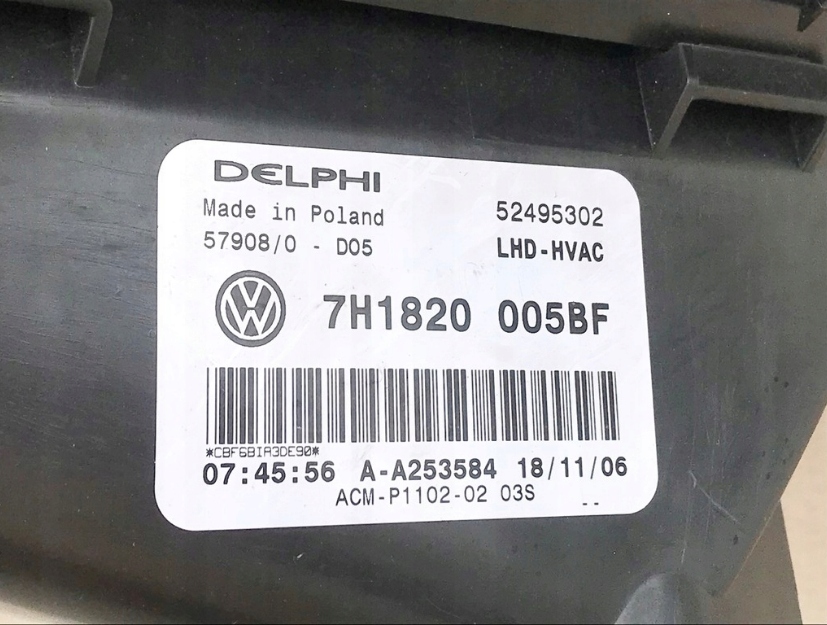 DELPHI
Made in Poland 52495302
57908/0 - D05 LHD-HVAC
7H1820 005BF
*CBF6BIA3DE90*
07:45:56 A-A253584 18/11/06
ACM-P1102-02 03S --